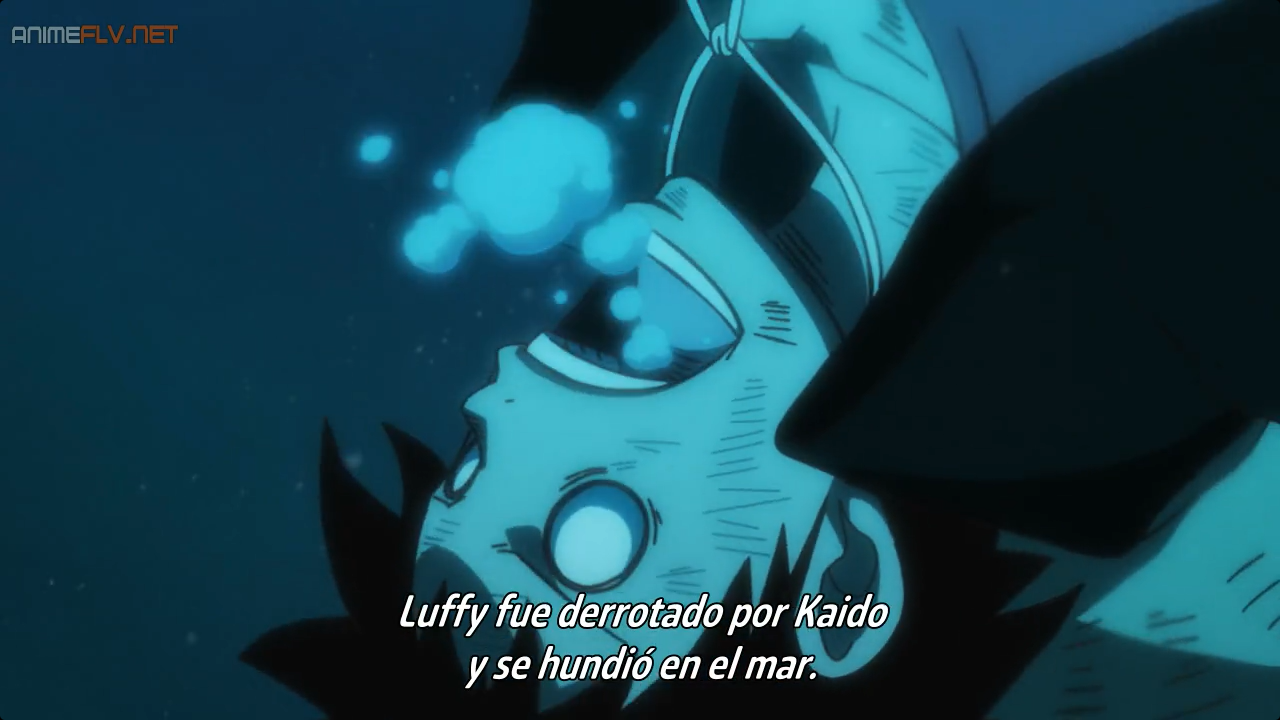 ANIMEFLV.NET
Luffy fue derrotado por Kaido
y se hundió en el mar.